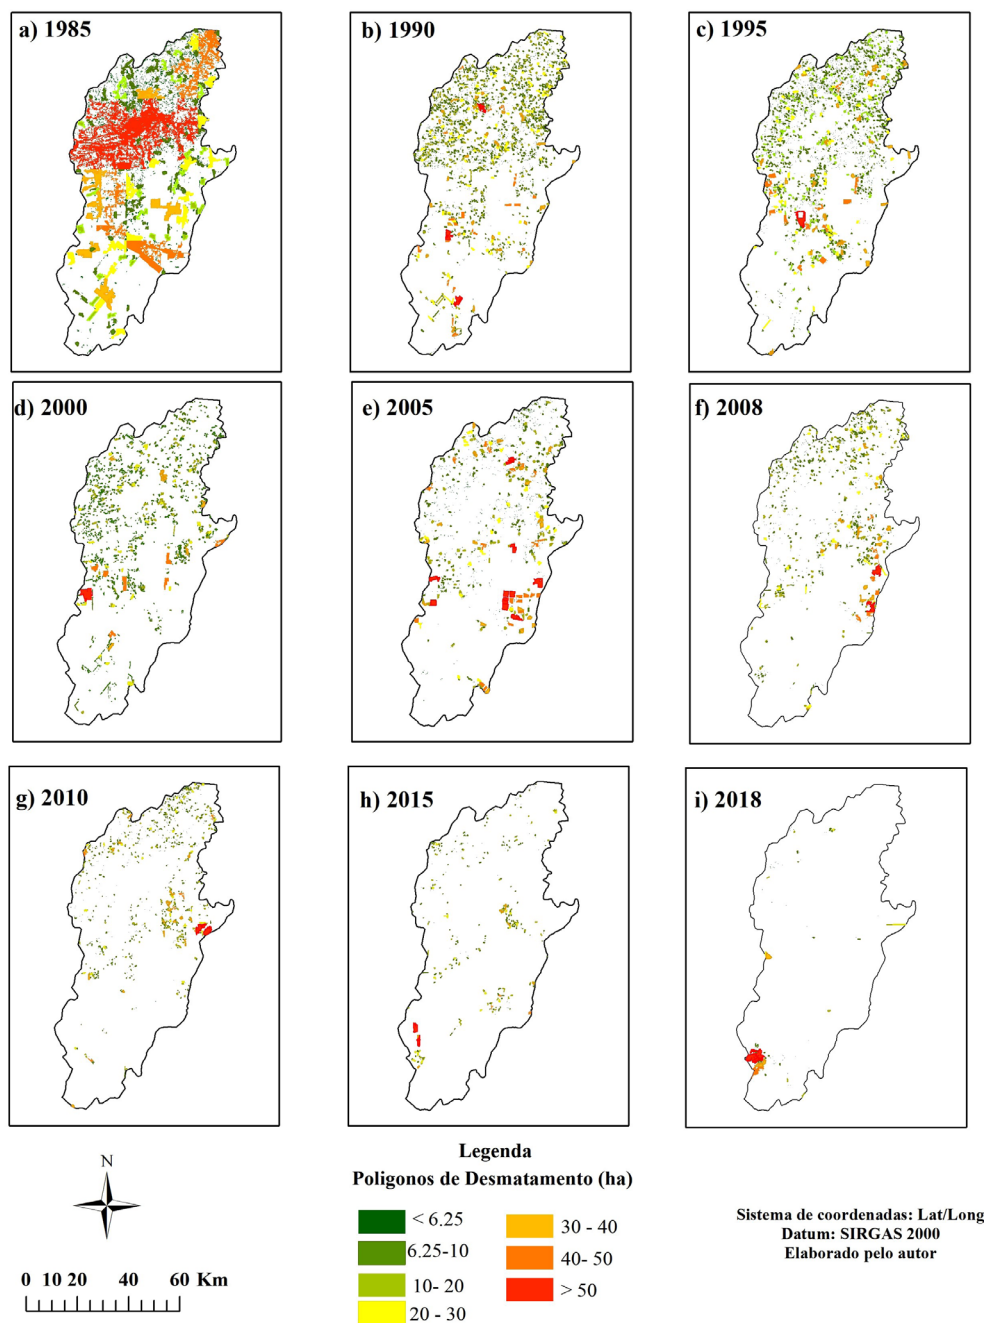 a) 1985
b) 1990
c) 1995
d) 2000
e) 2005
f) 2008
g) 2010
h) 2015
i) 2018
N
0 10 20 40 60 Km
Legenda
Poligonos de Desmatamento (ha)
< 6.25
6.25-10
10- 20
20 - 30
30 - 40
40- 50
> 50
Sistema de coordenadas: Lat/Long
Datum: SIRGAS 2000
Elaborado pelo autor